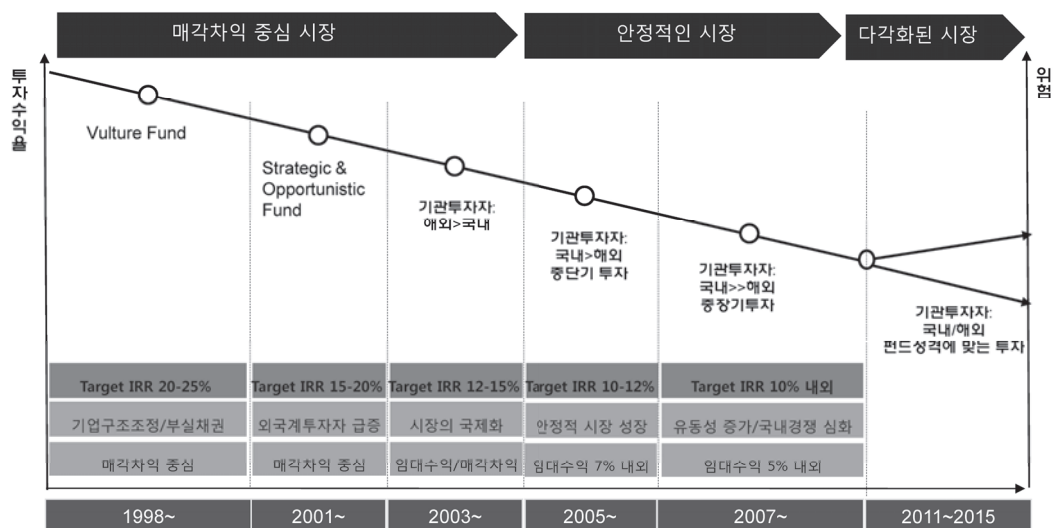 매각차익 중심 시장
안정적인 시장
다각화된 시장
투자수익율
위험
Vulture Fund
Strategic &
Opportunistic
Fund
기관투자자:
해외>국내
기관투자자:
국내>해외
중단기 투자
기관투자자:
국내>>해외
중장기투자
기관투자자:
국내/해외
펀드성격에 맞는 투자
Target IRR 20-25%
Target IRR 15-20%
Target IRR 12-15%
Target IRR 10-12%
Target IRR 10% 내외
기업구조조정/부실채권
외국계투자자 급증
시장의 국제화
안정적 시장 성장
유동성 증가/국내경쟁 심화
매각차익 중심
매각차익 중심
임대수익/매각차익
임대수익 7% 내외
임대수익 5% 내외
1998~
2001~
2003~
2005~
2007~
2011~2015